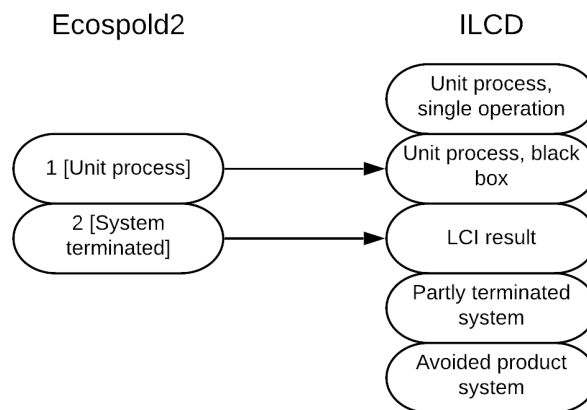 Ecospold2
ILCD
Unit process,
single operation
1 [Unit process]
Unit process, black
box
2 [System
terminated]
LCI result
Partly terminated
system
Avoided product
system